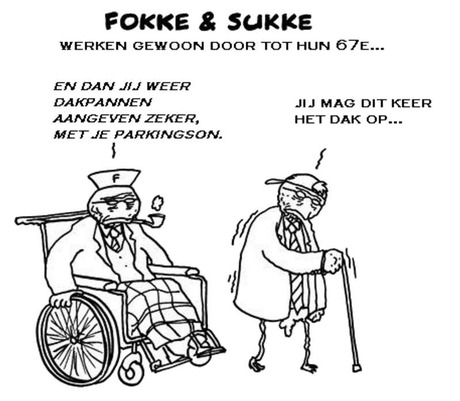 FOKKE & SUKKE
WERKEN GEWOON DOOR TOT HUN 67E...
EN DAN JIJ WEER
DAKPANNEN
AANGEVEN ZEKER,
MET JE PARKINGSON.
JIJ MAG DIT KEER
HET DAK OP...
F